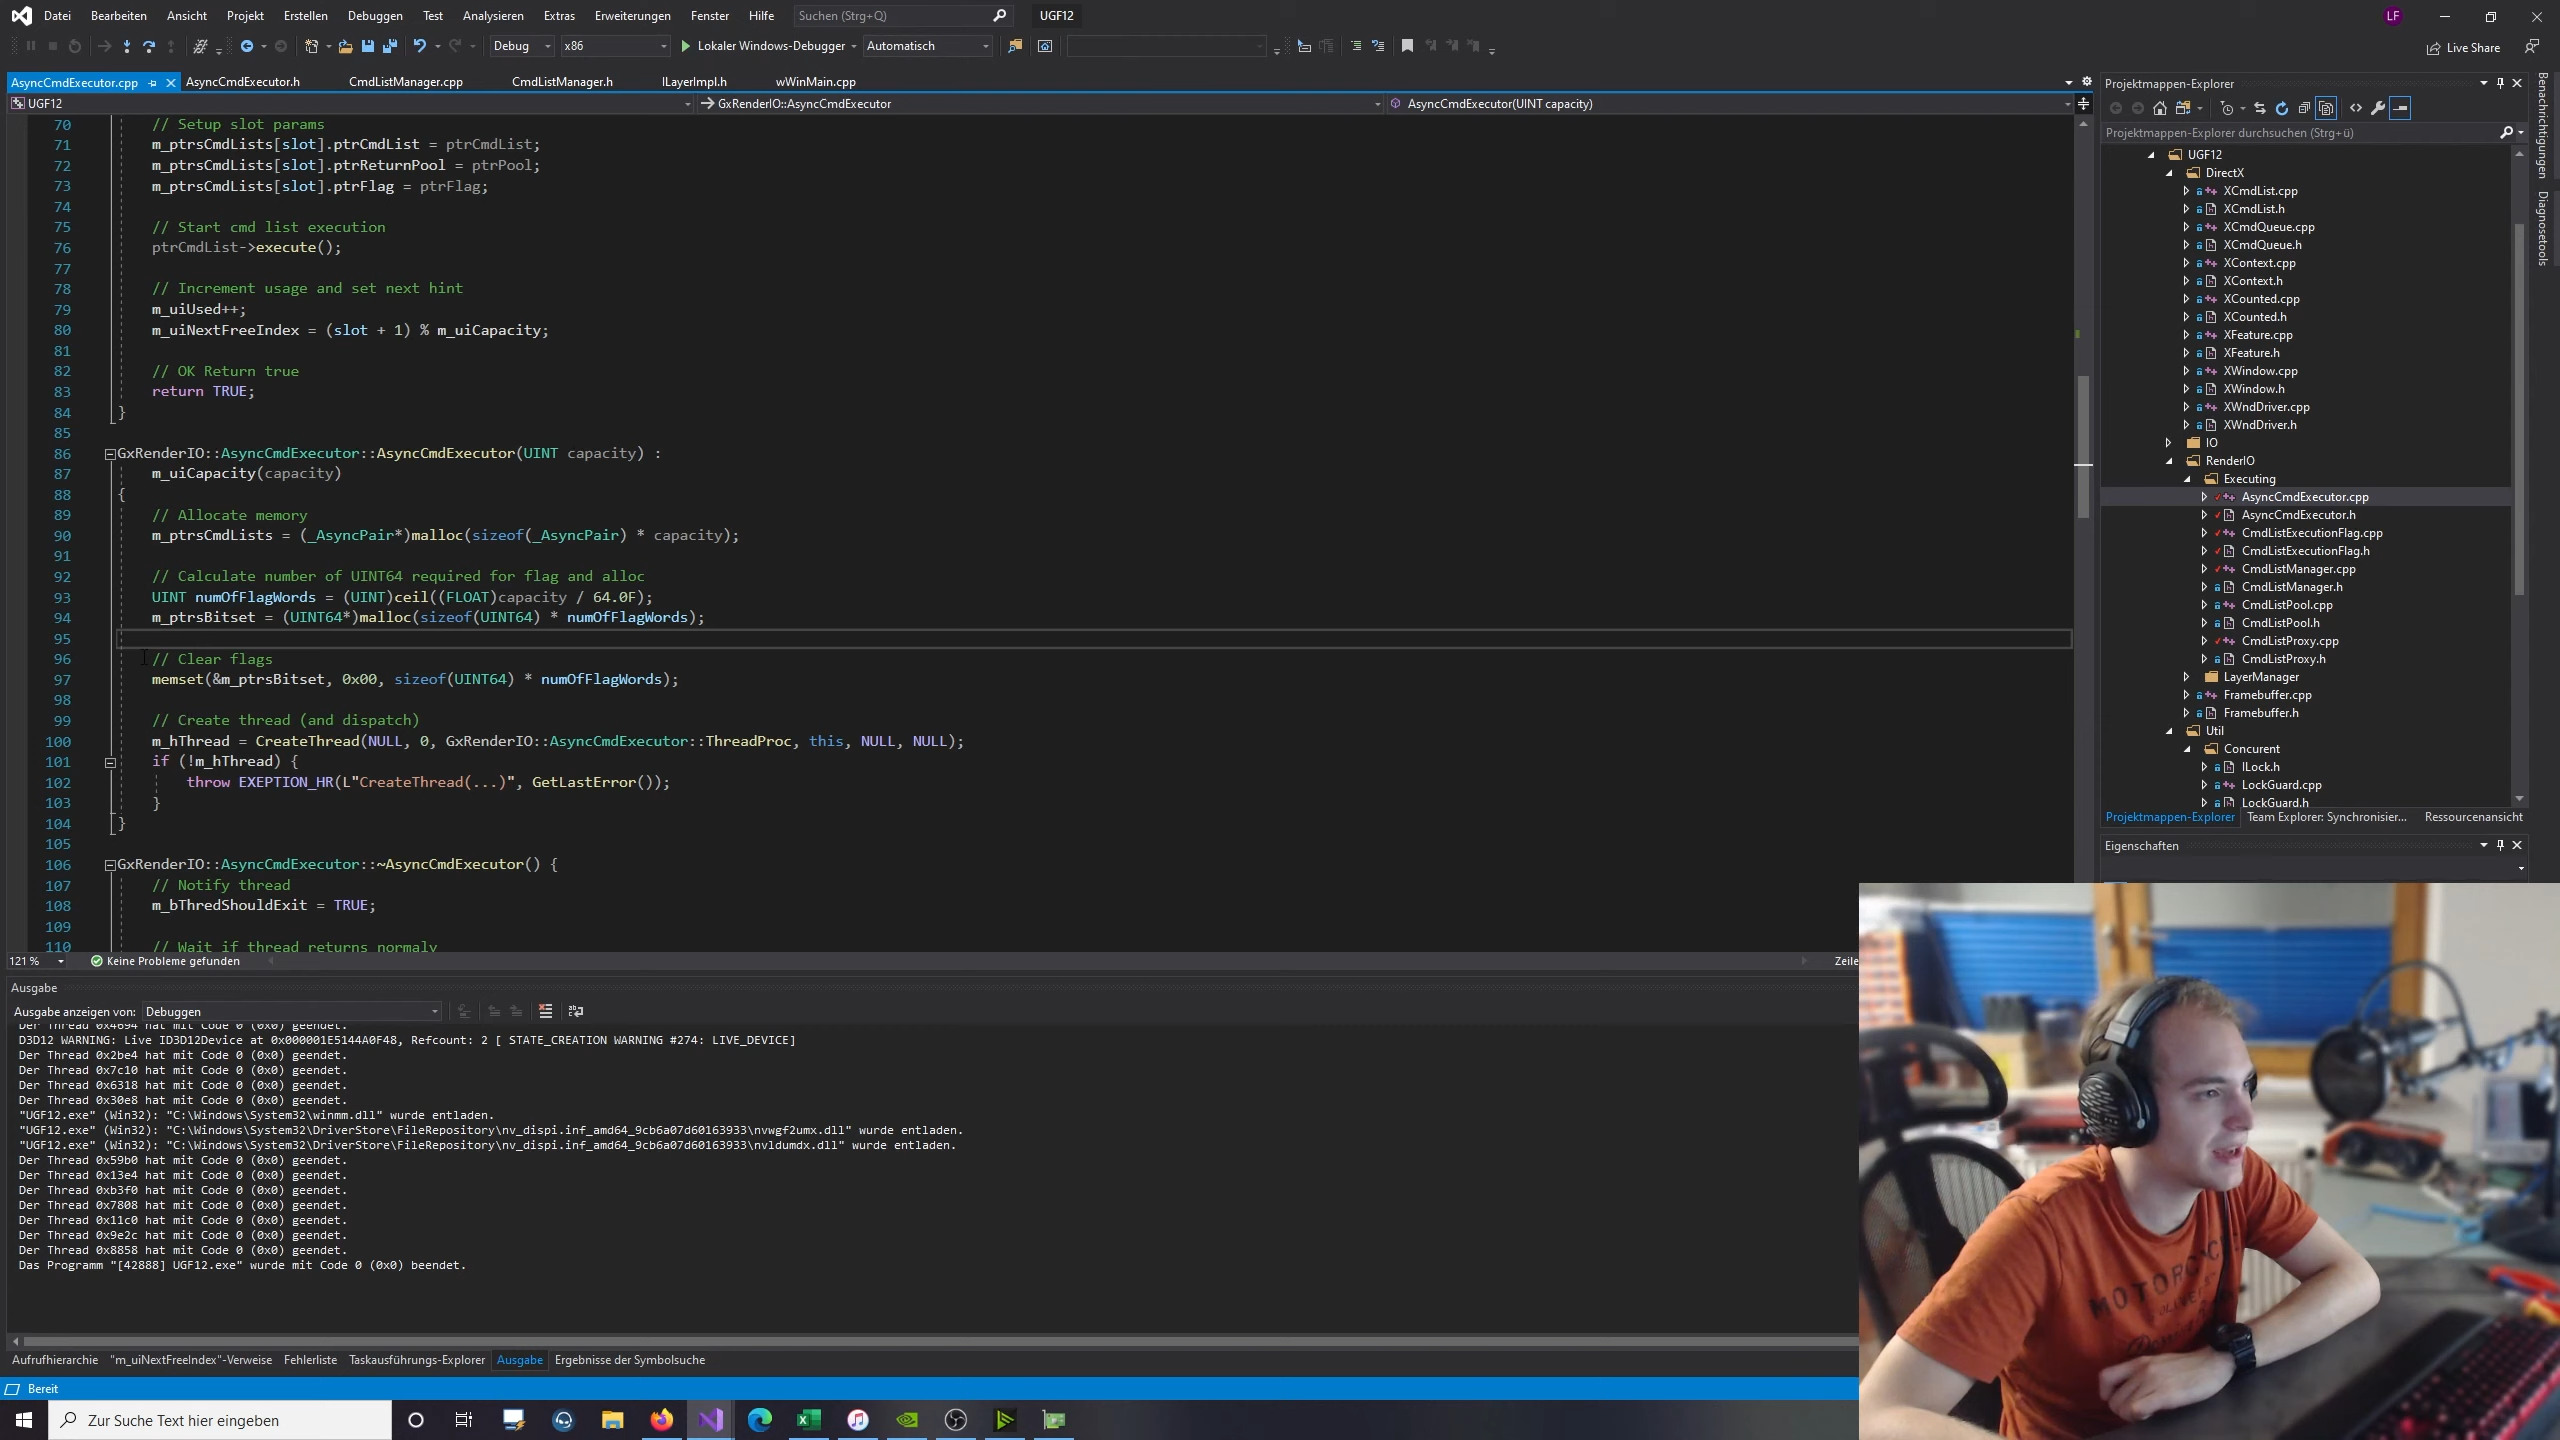 Datei Bearbeiten Ansicht Projekt Erstellen Debuggen Test Analysieren Extras Erweiterungen Fenster Hilfe Suchen (Strg+Q) UGF12 LF
Debug x86 Lokaler Windows-Debugger Automatisch Live Share
AsyncCmdExecutor.cpp AsyncCmdExecutor.h CmdListManager.cpp CmdListManager.h ILayerImpl.h wWinMain.cpp
UGF12 GxRenderIO::AsyncCmdExecutor AsyncCmdExecutor(UINT capacity)
70 // Setup slot params
71 m_ptrsCmdLists[slot].ptrCmdList = ptrCmdList;
72 m_ptrsCmdLists[slot].ptrReturnPool = ptrPool;
73 m_ptrsCmdLists[slot].ptrFlag = ptrFlag;
74
75 // Start cmd list execution
76 ptrCmdList->execute();
77
78 // Increment usage and set next hint
79 m_uiUsed++;
80 m_uiNextFreeIndex = (slot + 1) % m_uiCapacity;
81
82 // OK Return true
83 return TRUE;
84 }
85
86 GxRenderIO::AsyncCmdExecutor::AsyncCmdExecutor(UINT capacity) :
87 m_uiCapacity(capacity)
88 {
89 // Allocate memory
90 m_ptrsCmdLists = (_AsyncPair*)malloc(sizeof(_AsyncPair) * capacity);
91
92 // Calculate number of UINT64 required for flag and alloc
93 UINT numOfFlagWords = (UINT)ceil((FLOAT)capacity / 64.0F);
94 m_ptrsBitset = (UINT64*)malloc(sizeof(UINT64) * numOfFlagWords);
95
96 // Clear flags
97 memset(&m_ptrsBitset, 0x00, sizeof(UINT64) * numOfFlagWords);
98
99 // Create thread (and dispatch)
100 m_hThread = CreateThread(NULL, 0, GxRenderIO::AsyncCmdExecutor::ThreadProc, this, NULL, NULL);
101 if (!m_hThread) {
102 throw EXEPTION_HR(L"CreateThread(...)", GetLastError());
103 }
104 }
105
106 GxRenderIO::AsyncCmdExecutor::~AsyncCmdExecutor() {
107 // Notify thread
108 m_bThredShouldExit = TRUE;
109
110 // Wait if thread returns normaly
121 % Keine Probleme gefunden Zeile
Ausgabe
Ausgabe anzeigen von: Debuggen
Der Thread 0x4694 hat mit Code 0 (0x0) geendet.
D3D12 WARNING: Live ID3D12Device at 0x000001E5144A0F48, Refcount: 2 [ STATE_CREATION WARNING #274: LIVE_DEVICE]
Der Thread 0x2be4 hat mit Code 0 (0x0) geendet.
Der Thread 0x7c10 hat mit Code 0 (0x0) geendet.
Der Thread 0x6318 hat mit Code 0 (0x0) geendet.
Der Thread 0x30e8 hat mit Code 0 (0x0) geendet.
"UGF12.exe" (Win32): "C:\Windows\System32\winmm.dll" wurde entladen.
"UGF12.exe" (Win32): "C:\Windows\System32\DriverStore\FileRepository\nv_dispi.inf_amd64_9cb6a07d60163933\nvwgf2umx.dll" wurde entladen.
"UGF12.exe" (Win32): "C:\Windows\System32\DriverStore\FileRepository\nv_dispi.inf_amd64_9cb6a07d60163933\nvldumdx.dll" wurde entladen.
Der Thread 0x59b0 hat mit Code 0 (0x0) geendet.
Der Thread 0x13e4 hat mit Code 0 (0x0) geendet.
Der Thread 0xb3f0 hat mit Code 0 (0x0) geendet.
Der Thread 0x7808 hat mit Code 0 (0x0) geendet.
Der Thread 0x11c0 hat mit Code 0 (0x0) geendet.
Der Thread 0x9e2c hat mit Code 0 (0x0) geendet.
Der Thread 0x8858 hat mit Code 0 (0x0) geendet.
Das Programm "[42888] UGF12.exe" wurde mit Code 0 (0x0) beendet.
Aufrufhierarchie "m_uiNextFreeIndex"-Verweise Fehlerliste Taskausführungs-Explorer Ausgabe Ergebnisse der Symbolsuche
Bereit
Zur Suche Text hier eingeben
Projektmappen-Explorer
Projektmappen-Explorer durchsuchen (Strg+ü)
UGF12
DirectX
XCmdList.cpp
XCmdList.h
XCmdQueue.cpp
XCmdQueue.h
XContext.cpp
XContext.h
XCounted.cpp
XCounted.h
XFeature.cpp
XFeature.h
XWindow.cpp
XWindow.h
XWndDriver.cpp
XWndDriver.h
IO
RenderIO
Executing
AsyncCmdExecutor.cpp
AsyncCmdExecutor.h
CmdListExecutionFlag.cpp
CmdListExecutionFlag.h
CmdListManager.cpp
CmdListManager.h
CmdListPool.cpp
CmdListPool.h
CmdListProxy.cpp
CmdListProxy.h
LayerManager
Framebuffer.cpp
Framebuffer.h
Util
Concurent
ILock.h
LockGuard.cpp
LockGuard.h
Projektmappen-Explorer Team Explorer: Synchronisier... Ressourcenansicht
Eigenschaften
Benachrichtigungen
Diagnosetools